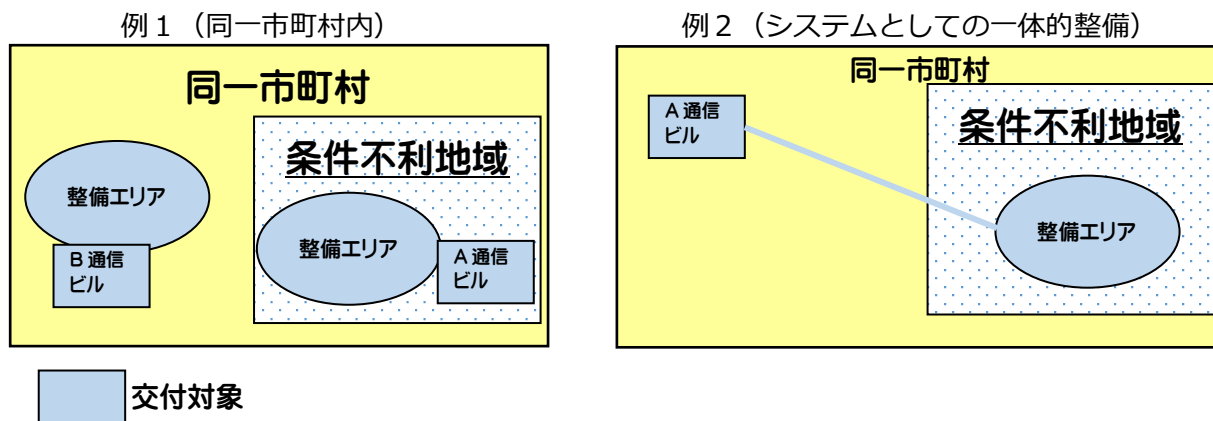 例１（同一市町村内）
同一市町村
整備エリア
B通信
ビル
条件不利地域
整備エリア
A通信
ビル
例２（システムとしての一体的整備）
同一市町村
A通信
ビル
条件不利地域
整備エリア
交付対象